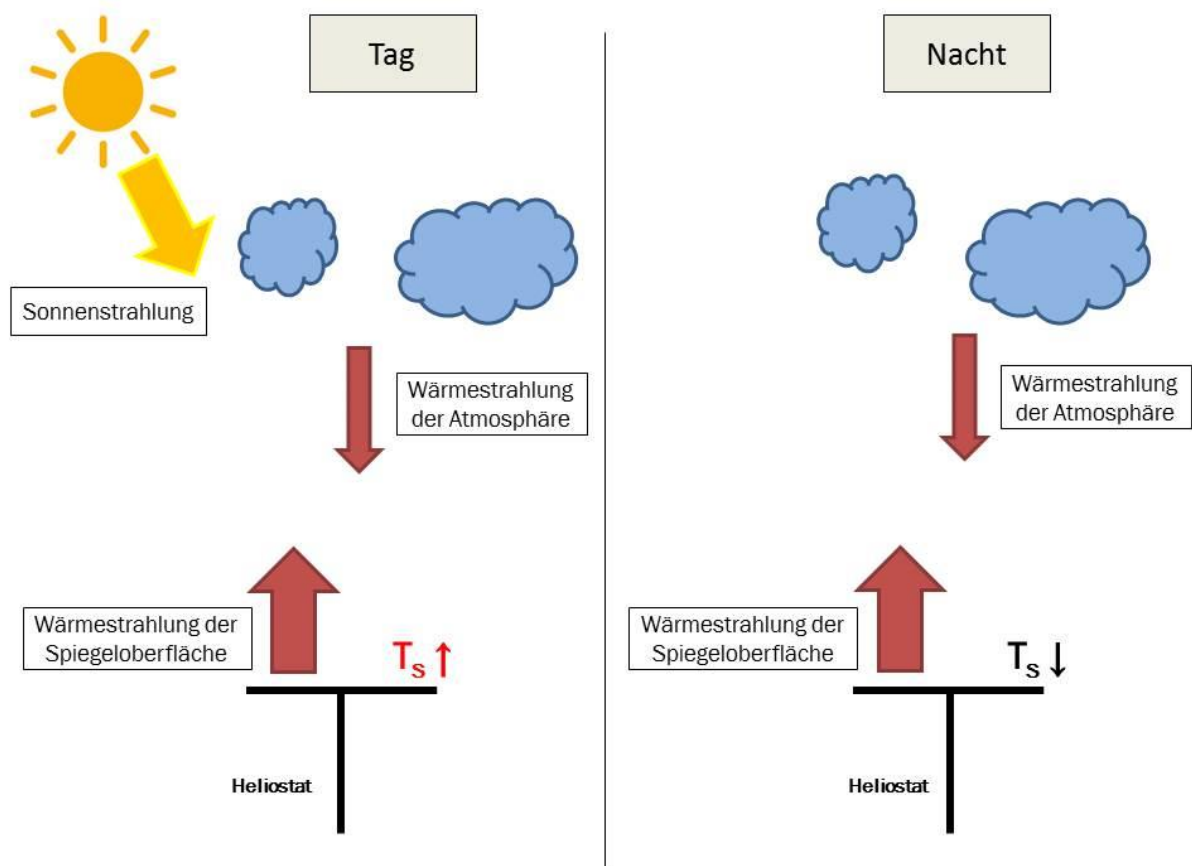 Tag
Sonnenstrahlung
Wärmestrahlung
der Atmosphäre
Wärmestrahlung der
Spiegeloberfläche
Ts ↑
Heliostat
Nacht
Wärmestrahlung
der Atmosphäre
Wärmestrahlung der
Spiegeloberfläche
Ts ↓
Heliostat